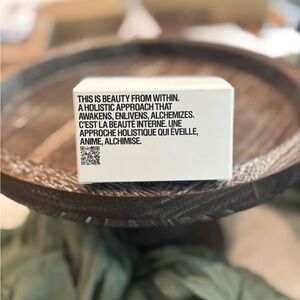 THIS IS BEAUTY FROM WITHIN.
A HOLISTIC APPROACH THAT
AWAKENS, ENLIVENS, ALCHEMIZES.
C'EST LA BEAUTÉ INTERNE. UNE
APPROCHE HOLISTIQUE QUI ÉVEILLE,
ANIME, ALCHIMISE.